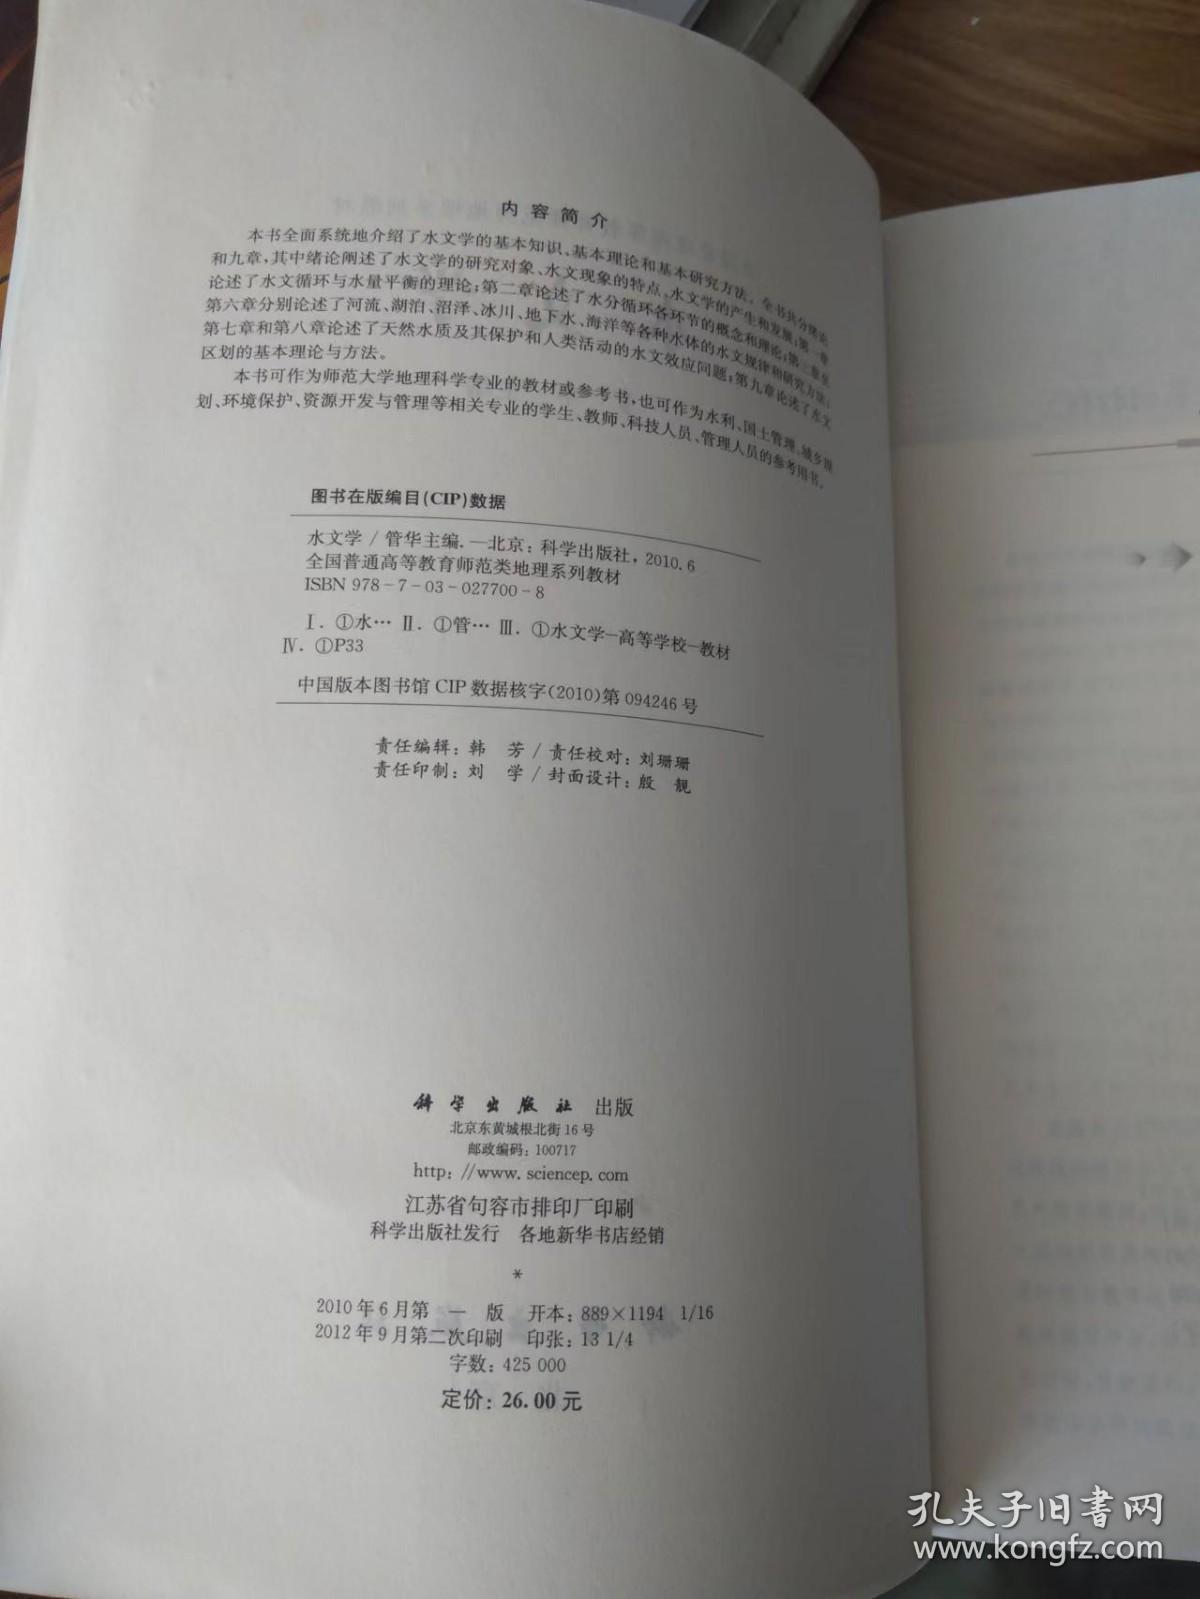 内容简介
本书全面系统地介绍了水文学的基本知识、基本理论和基本研究方法。全书共分绪论
和九章，其中绪论阐述了水文学的研究对象、水文现象的特点、水文学的产生和发展；第一章
论述了水文循环与水量平衡的理论；第二章论述了水分循环各环节的概念和理论；第三章至
第六章分别论述了河流、湖泊、沼泽、冰川、地下水、海洋等各种水体的水文规律和研究方法；
第七章和第八章论述了天然水质及其保护和人类活动的水文效应问题；第九章论述了水文
区划的基本理论与方法。
本书可作为师范大学地理科学专业的教材或参考书，也可作为水利、国土管理、城乡规
划、环境保护、资源开发与管理等相关专业的学生、教师、科技人员、管理人员的参考用书。
图书在版编目(CIP)数据
水文学 / 管华主编. —北京：科学出版社，2010.6
全国普通高等教育师范类地理系列教材
ISBN 978-7-03-027700-8
Ⅰ. ①水… Ⅱ. ①管… Ⅲ. ①水文学-高等学校-教材
Ⅳ. ①P33
中国版本图书馆 CIP 数据核字(2010)第 094246 号
责任编辑：韩　芳 / 责任校对：刘珊珊
责任印制：刘　学 / 封面设计：殷　靓
科学出版社 出版
北京东黄城根北街 16 号
邮政编码：100717
http://www.sciencep.com
江苏省句容市排印厂印刷
科学出版社发行　各地新华书店经销
*
2010 年 6 月第 一 版　开本：889×1194 1/16
2012 年 9 月第二次印刷　印张：13 1/4
字数：425 000
定价：26.00 元
孔夫子旧书网
www.kongfz.com